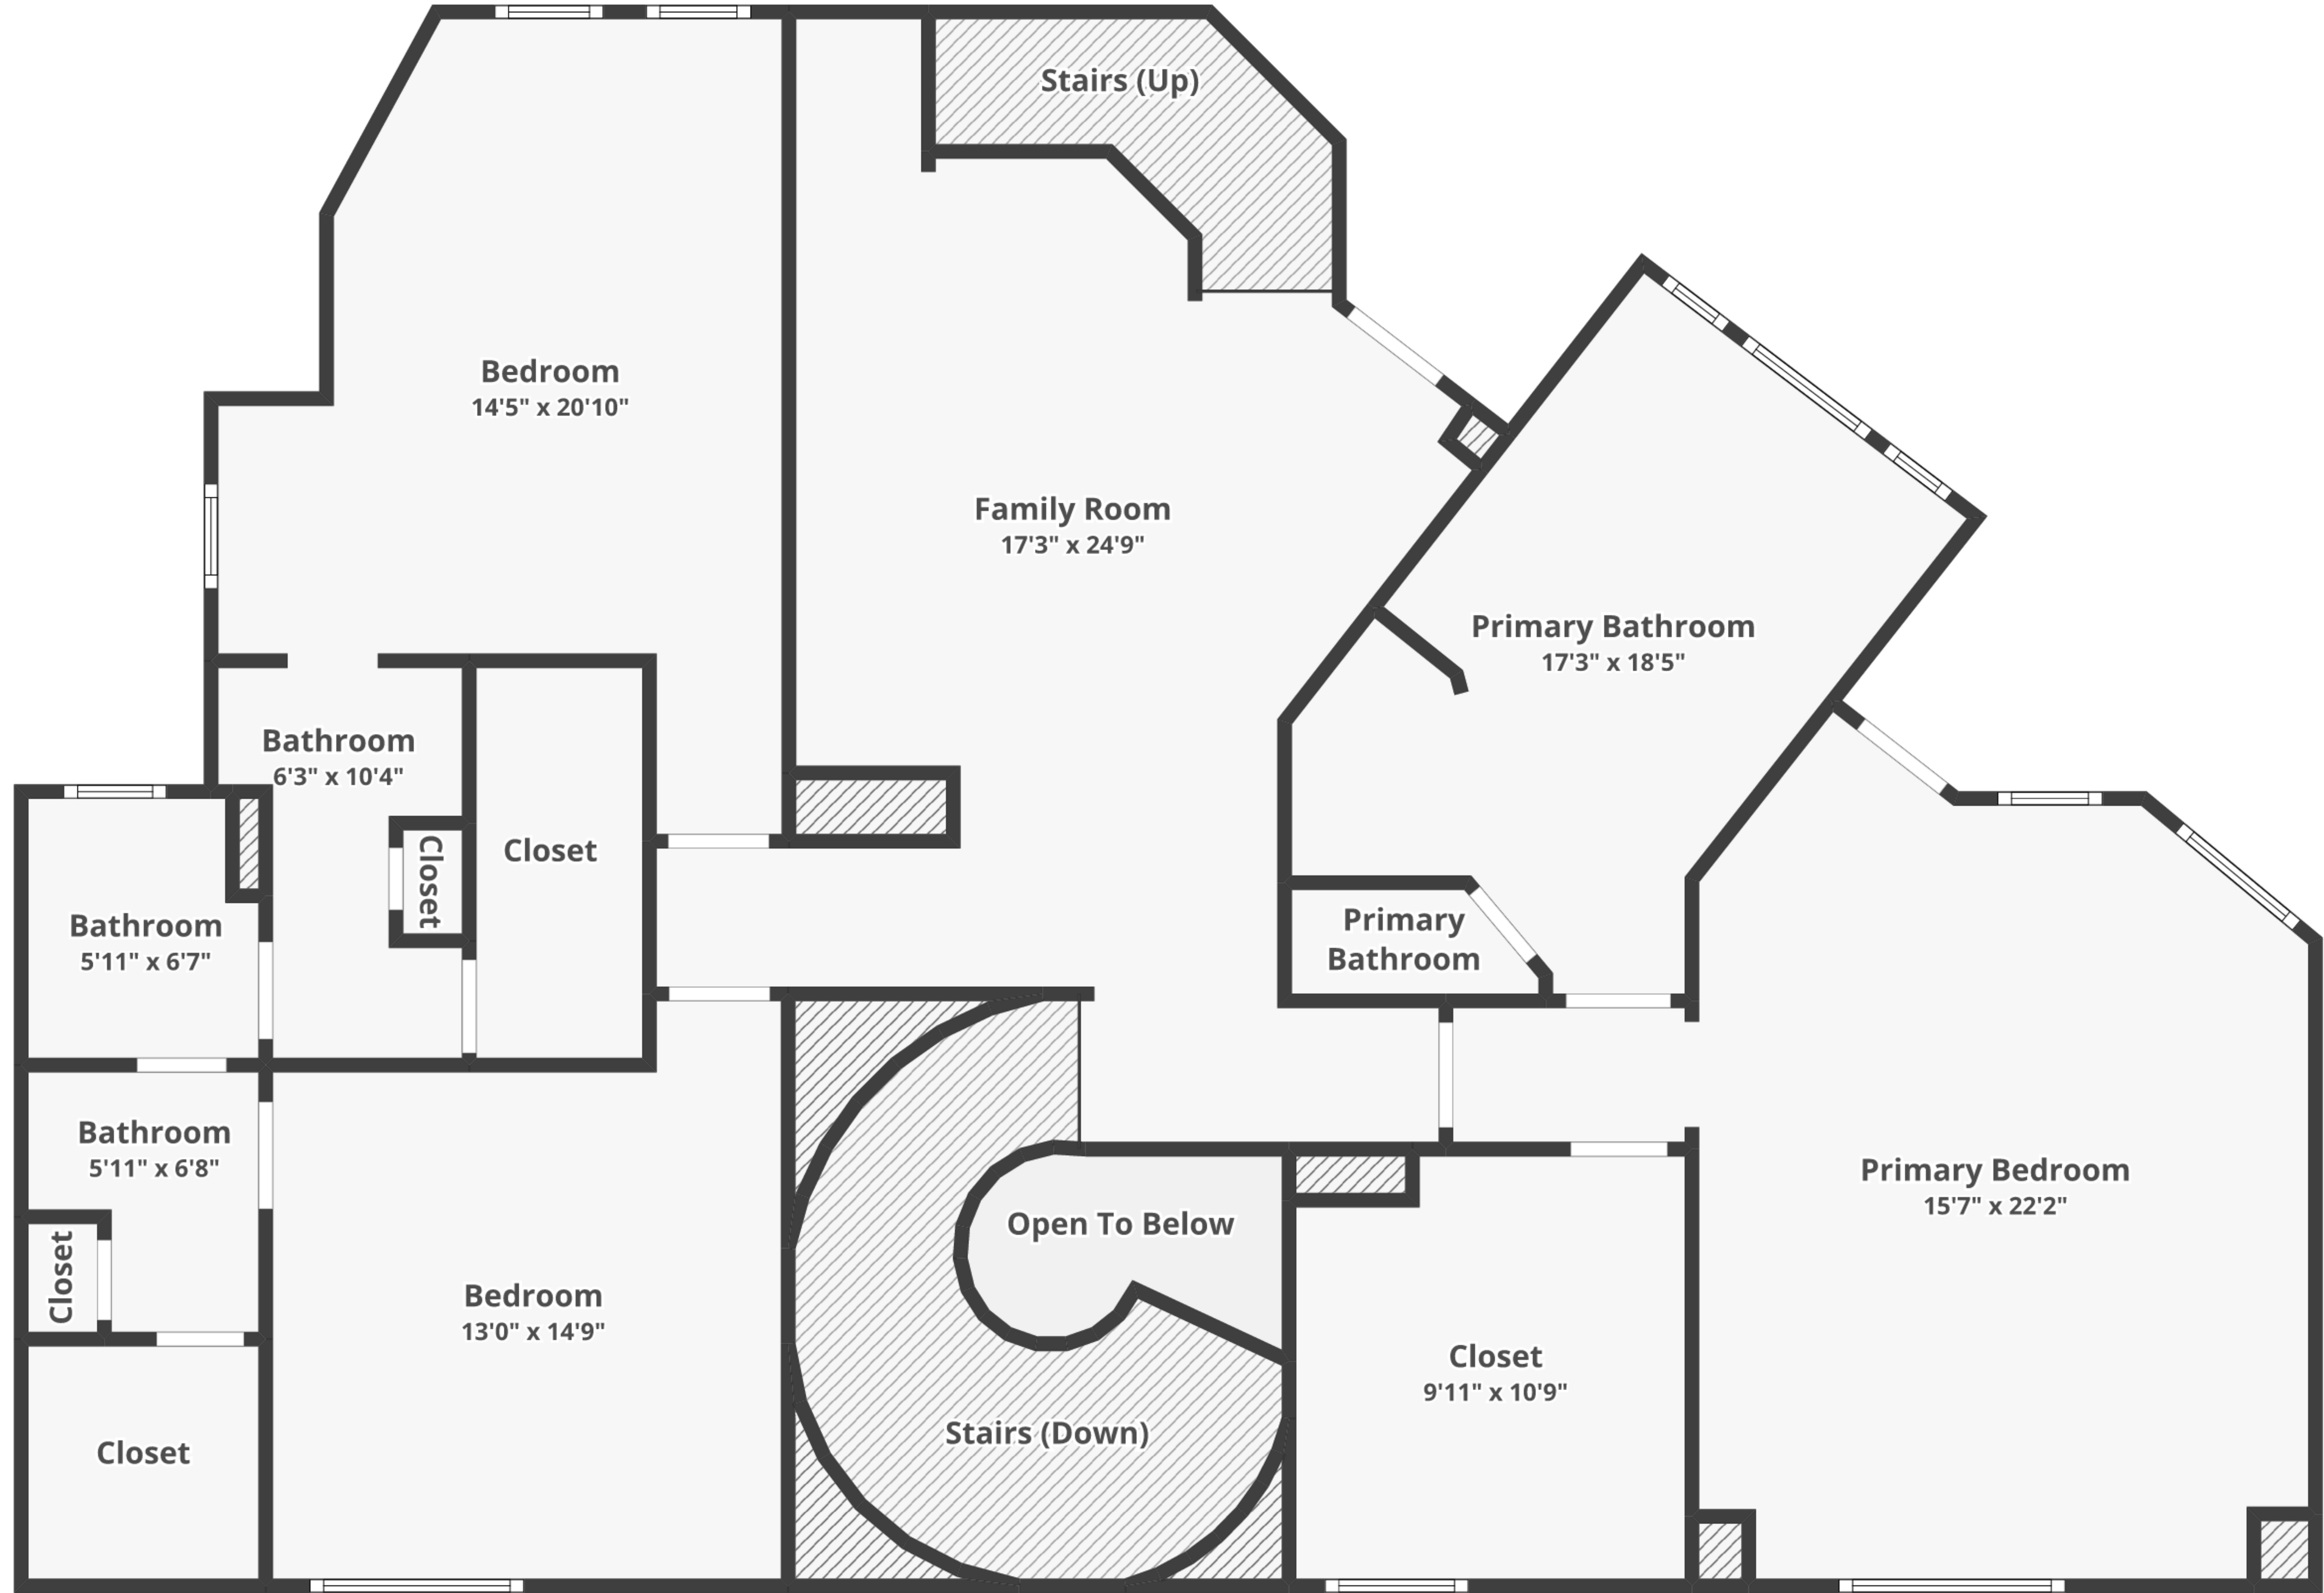 Stairs (Up)
Bedroom
14'5" x 20'10"
Family Room
17'3" x 24'9"
Primary Bathroom
17'3" x 18'5"
Bathroom
6'3" x 10'4"
Closet
Closet
Bathroom
5'11" x 6'7"
Primary
Bathroom
Bathroom
5'11" x 6'8"
Primary Bedroom
15'7" x 22'2"
Open To Below
Closet
Bedroom
13'0" x 14'9"
Closet
9'11" x 10'9"
Stairs (Down)
Closet